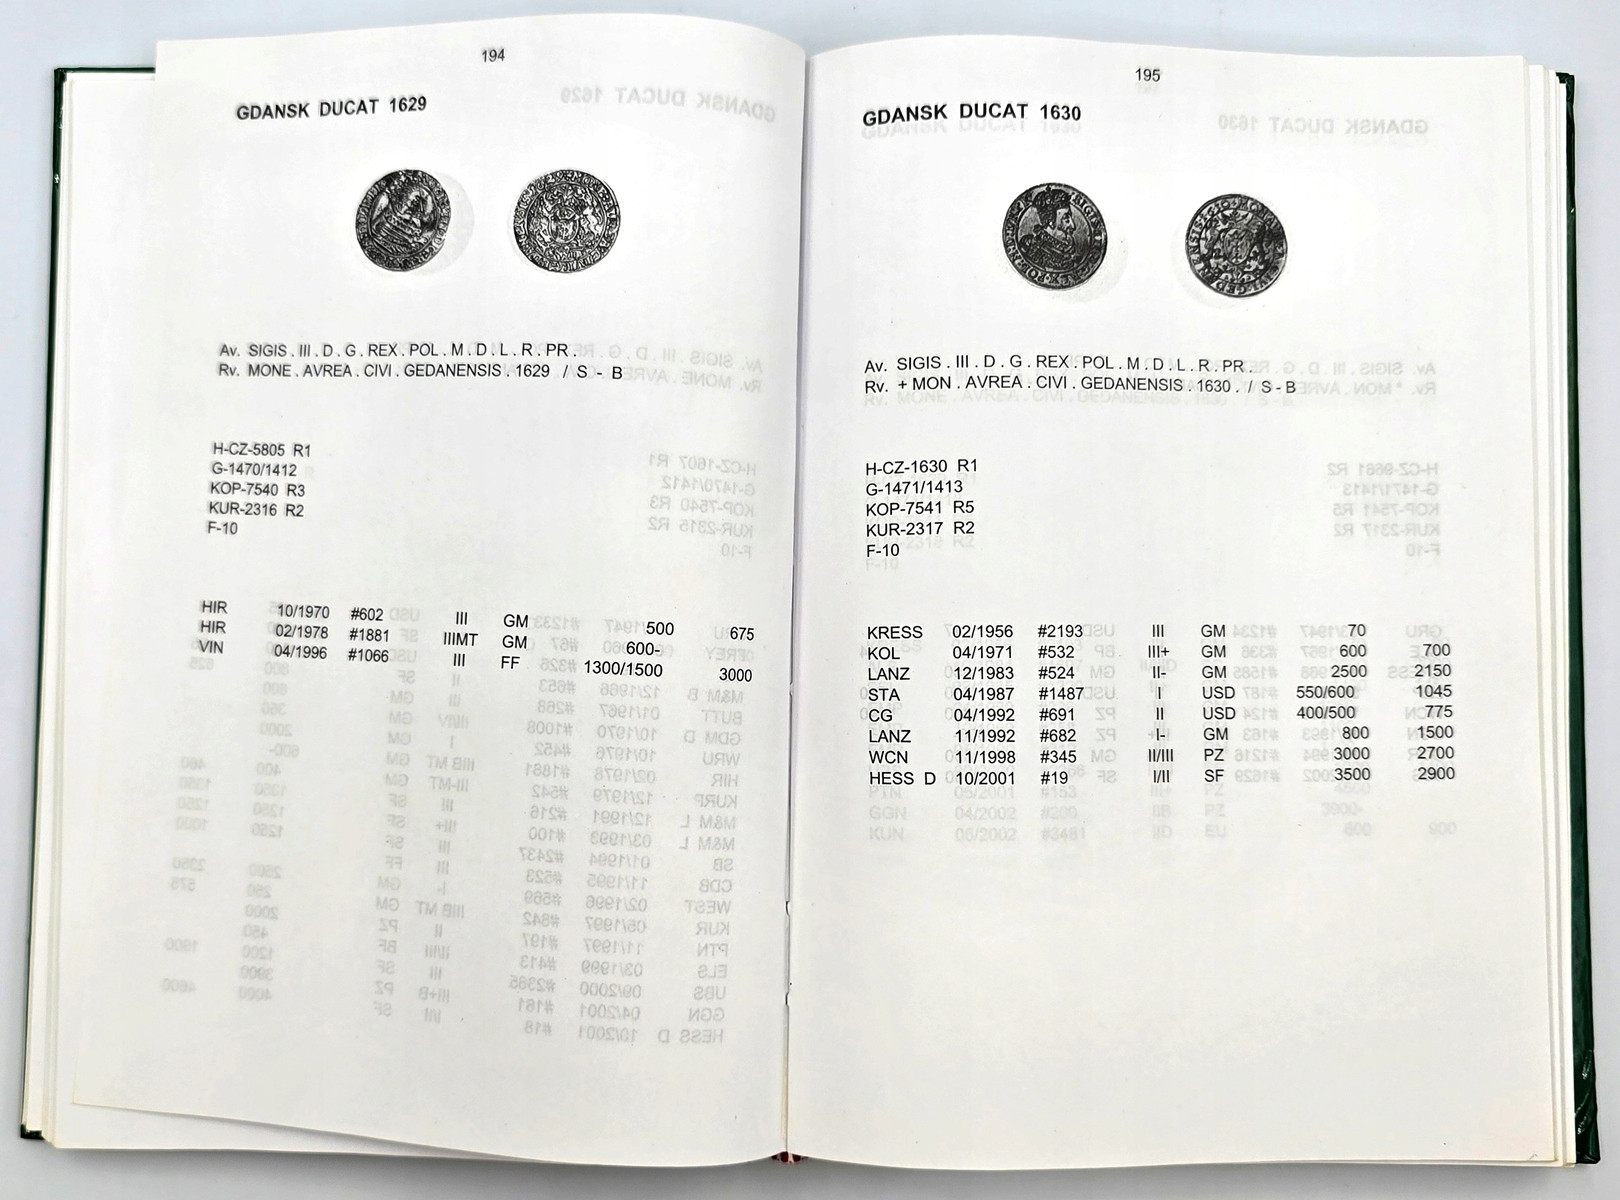 194
GDANSK DUCAT 1629
Av. SIGIS . III . D . G . REX . POL . M . D . L . R . PR .
Rv. MONE . AVREA . CIVI . GEDANENSIS . 1629 / S - B
H-CZ-5805 R1
G-1470/1412
KOP-7540 R3
KUR-2316 R2
F-10
HIR 10/1970 #602 III GM 500 675
HIR 02/1978 #1881 IIIMT GM 600-
VIN 04/1996 #1066 III FF 1300/1500 3000
195
GDANSK DUCAT 1630
Av. SIGIS . III . D . G . REX . POL . M . D . L . R . PR .
Rv. + MON . AVREA . CIVI . GEDANENSIS . 1630 . / S - B
H-CZ-1630 R1
G-1471/1413
KOP-7541 R5
KUR-2317 R2
F-10
KRESS 02/1956 #2193 III GM 70
KOL 04/1971 #532 III+ GM 600 700
LANZ 12/1983 #524 II- GM 2500 2150
STA 04/1987 #1487 I USD 550/600 1045
CG 04/1992 #691 II USD 400/500 775
LANZ 11/1992 #682 I- GM 800 1500
WCN 11/1998 #345 II/III PZ 3000 2700
HESS D 10/2001 #19 I/II SF 3500 2900